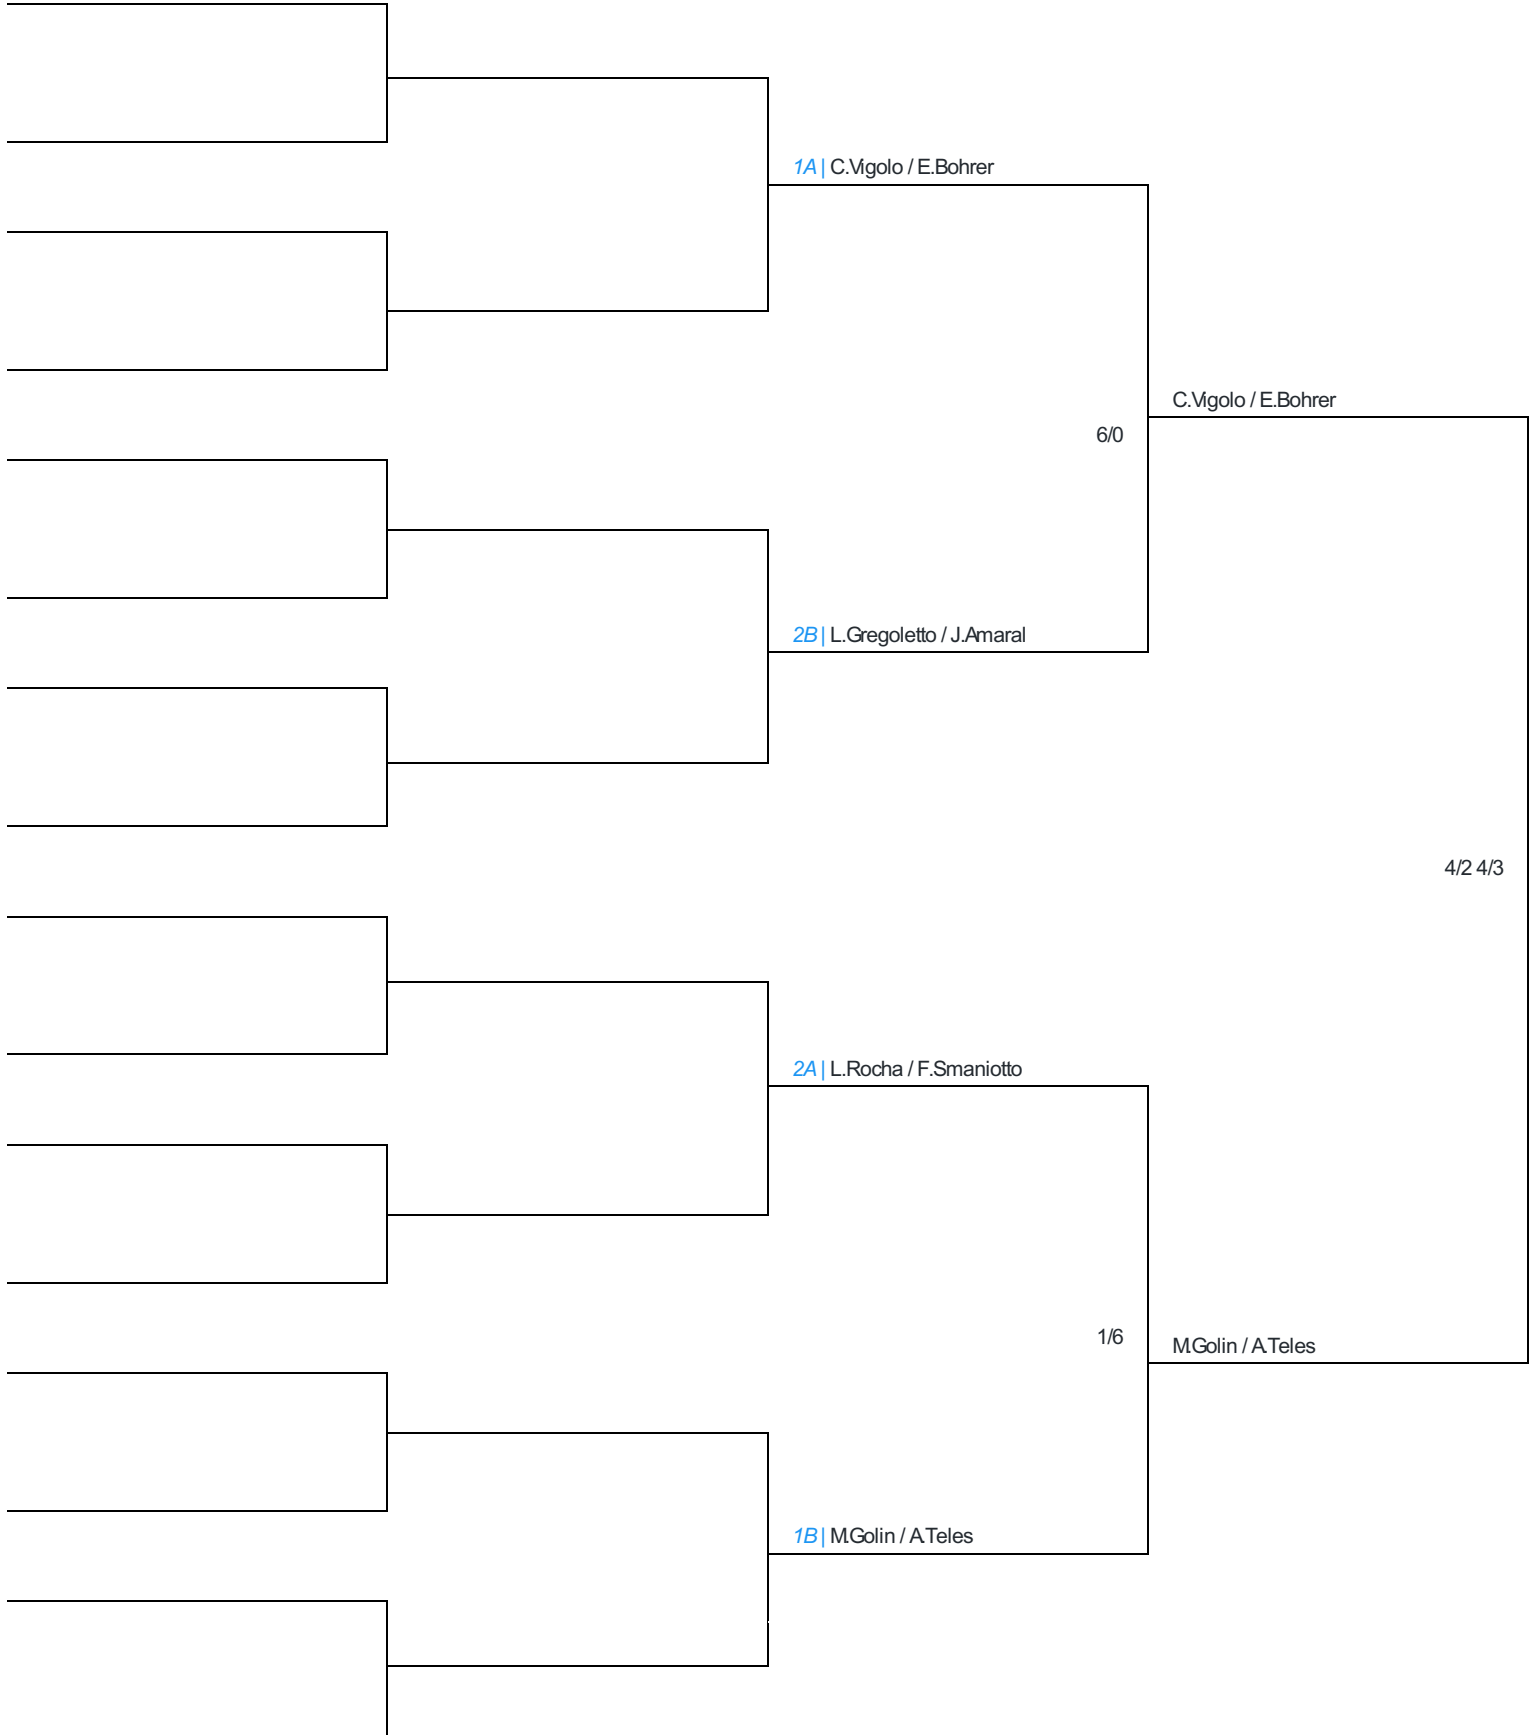 1A | C.Vigolo / E.Bohrer
C.Vigolo / E.Bohrer
6/0
2B | L.Gregoletto / J.Amaral
4/2 4/3
2A | L.Rocha / F.Smaniotto
1/6
M.Golin / A.Teles
1B | M.Golin / A.Teles